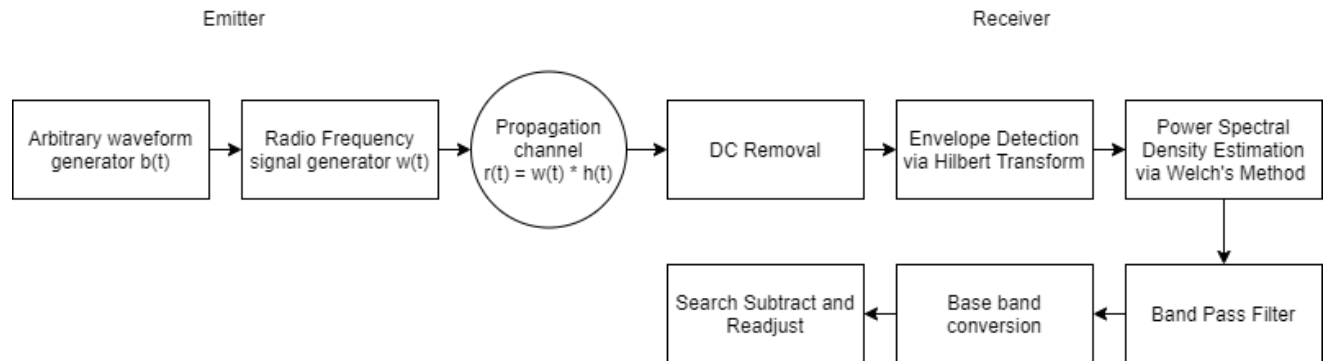 Emitter
Receiver
Arbitrary waveform
generator b(t)
Radio Frequency
signal generator w(t)
Propagation
channel
r(t) = w(t) * h(t)
DC Removal
Envelope Detection
via Hilbert Transform
Power Spectral
Density Estimation
via Welch's Method
Band Pass Filter
Base band
conversion
Search Subtract and
Readjust